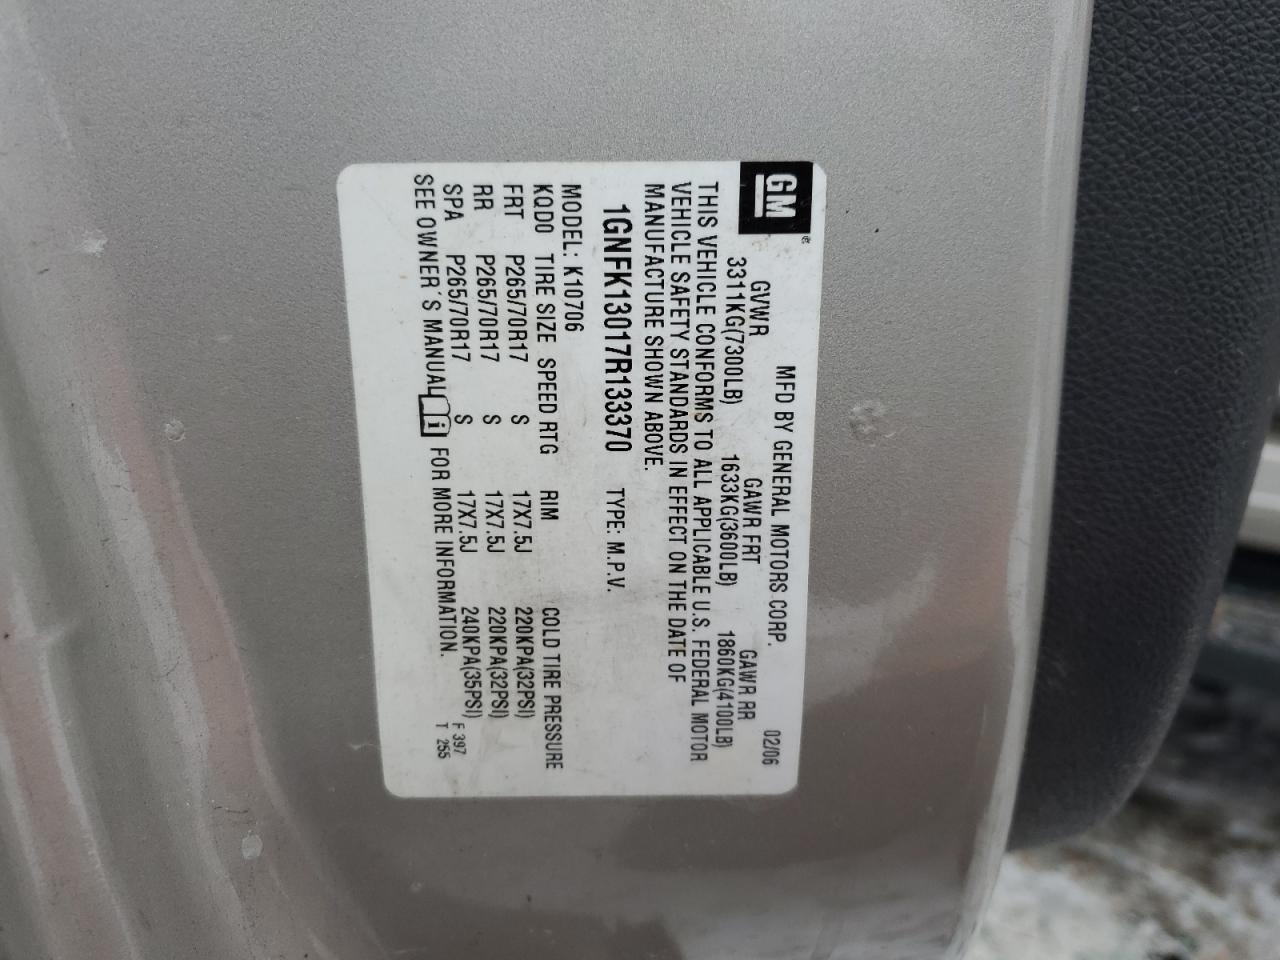 GM®
MFD BY GENERAL MOTORS CORP. 02/06
GVWR GAWR FRT GAWR RR
3311KG(7300LB) 1633KG(3600LB) 1860KG(4100LB)
THIS VEHICLE CONFORMS TO ALL APPLICABLE U.S. FEDERAL MOTOR
VEHICLE SAFETY STANDARDS IN EFFECT ON THE DATE OF
MANUFACTURE SHOWN ABOVE.
1GNFK13017R133370 TYPE: M.P.V.
MODEL: K10706
KQD0 TIRE SIZE SPEED RTG RIM COLD TIRE PRESSURE
FRT P265/70R17 S 17X7.5J 220KPA(32PSI)
RR P265/70R17 S 17X7.5J 220KPA(32PSI)
SPA P265/70R17 S 17X7.5J 240KPA(35PSI)
SEE OWNER'S MANUAL i FOR MORE INFORMATION.
F 397
T 255